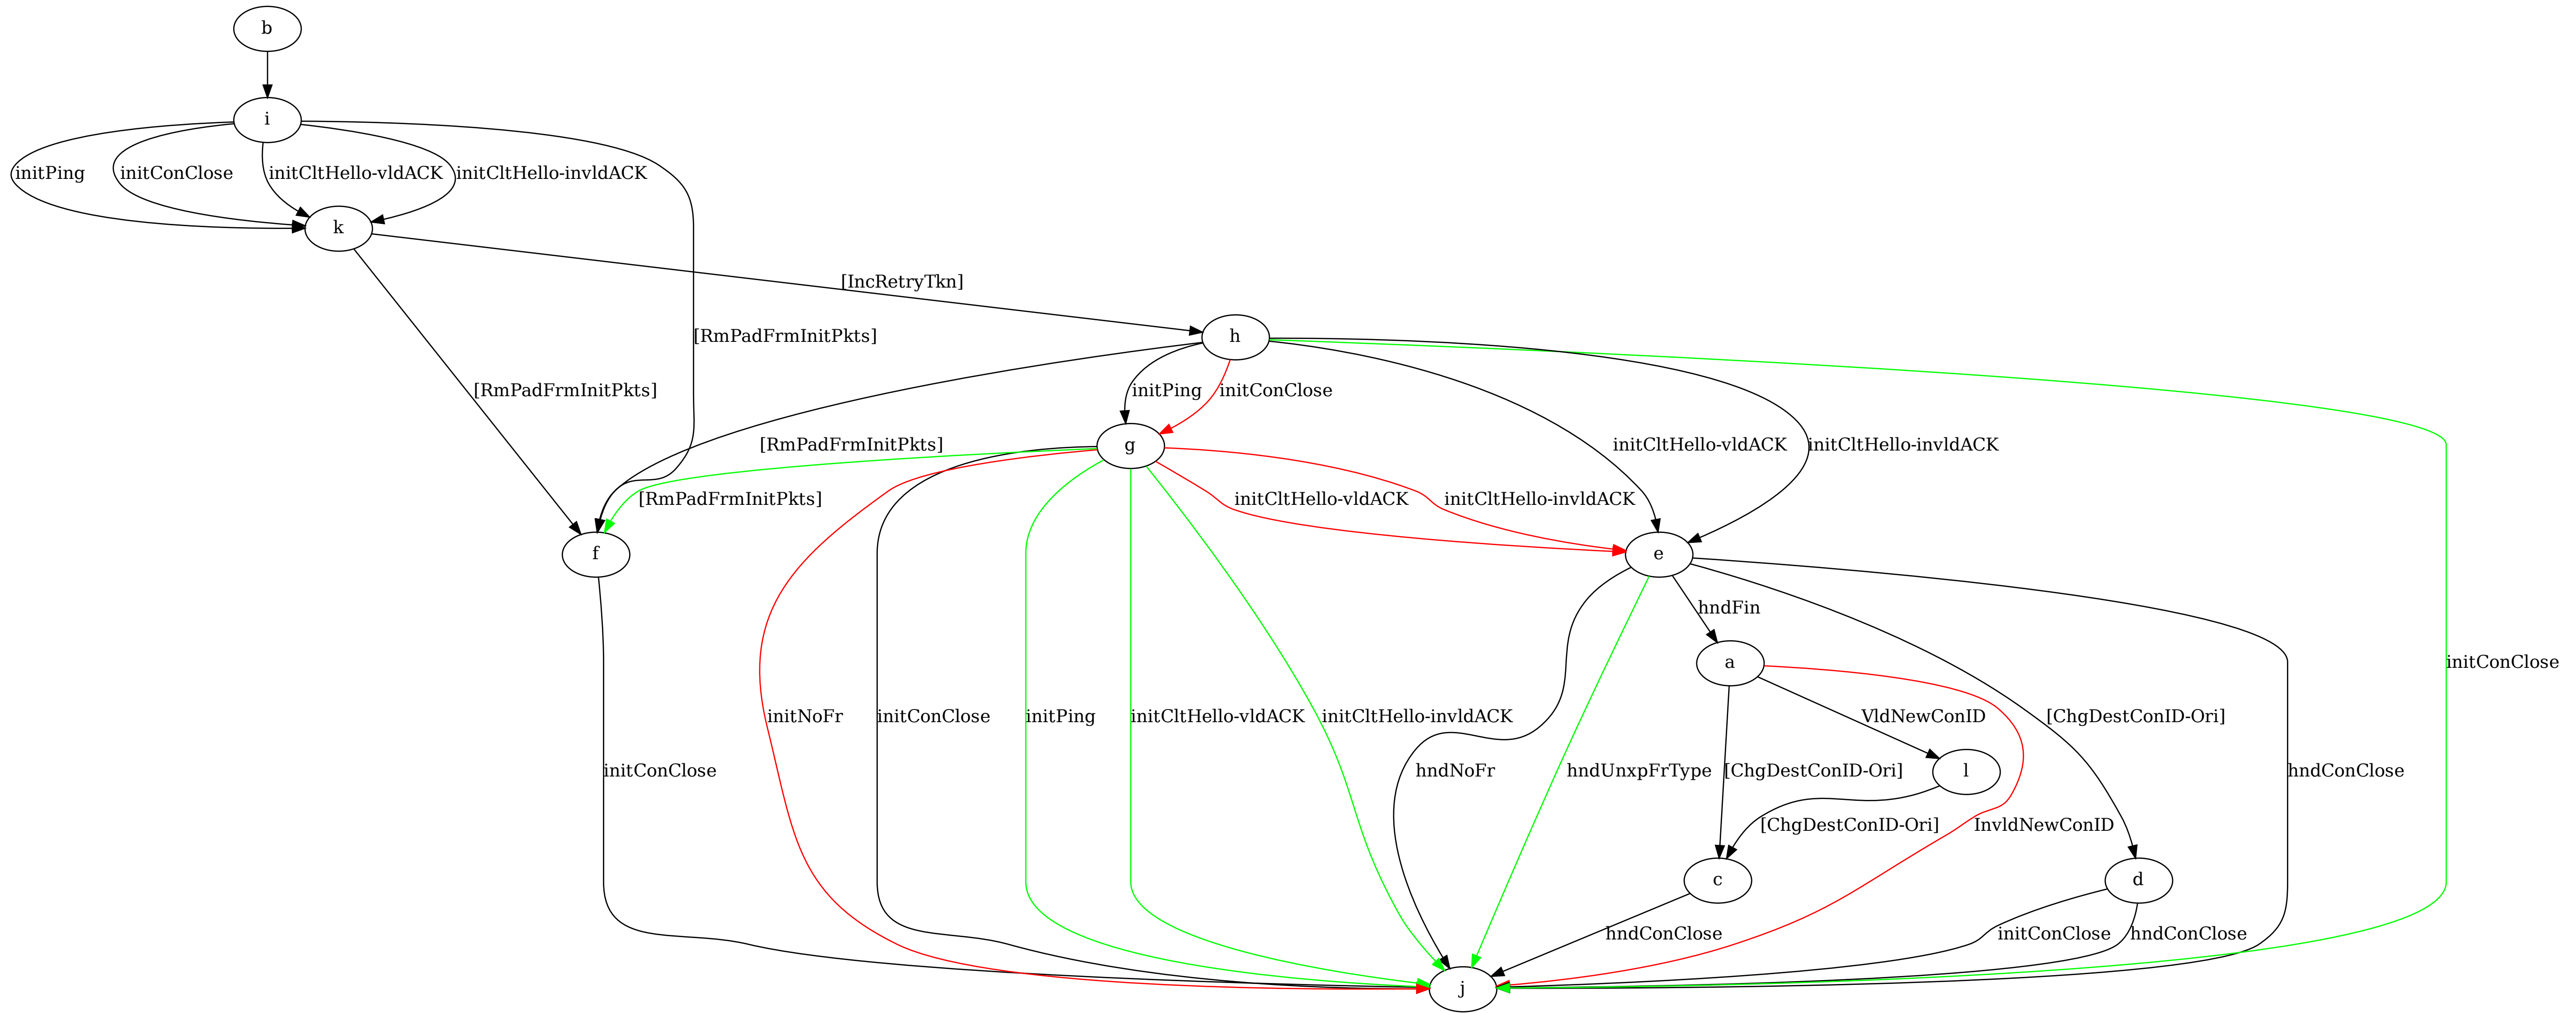 b
i
initPing
initConClose
initCltHello-vldACK
initCltHello-invldACK
k
[IncRetryTkn]
[RmPadFrmInitPkts]
h
[RmPadFrmInitPkts]
initPing
initConClose
[RmPadFrmInitPkts]
g
initCltHello-vldACK
initCltHello-invldACK
[RmPadFrmInitPkts]
initCltHello-vldACK
initCltHello-invldACK
f
e
hndFin
a
initConClose
initNoFr
initConClose
initPing
initCltHello-vldACK
initCltHello-invldACK
VldNewConID
[ChgDestConID-Ori]
initConClose
hndNoFr
hndUnxpFrType
[ChgDestConID-Ori]
l
hndConClose
[ChgDestConID-Ori]
InvldNewConID
c
d
hndConClose
initConClose
hndConClose
j